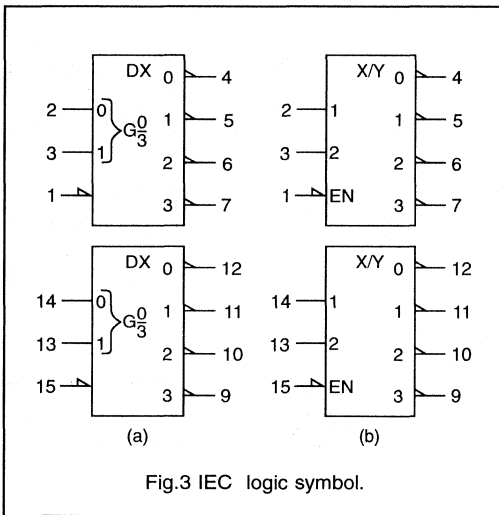 DX 0 4 X/Y 0 4
2 0 1 5 2 1 1 5
G 0/3
3 1 2 6 3 2 2 6
1 3 7 1 EN 3 7
DX 0 12 X/Y 0 12
14 0 1 11 14 1 1 11
G 0/3
13 1 2 10 13 2 2 10
15 3 9 15 EN 3 9
(a) (b)
Fig.3 IEC logic symbol.